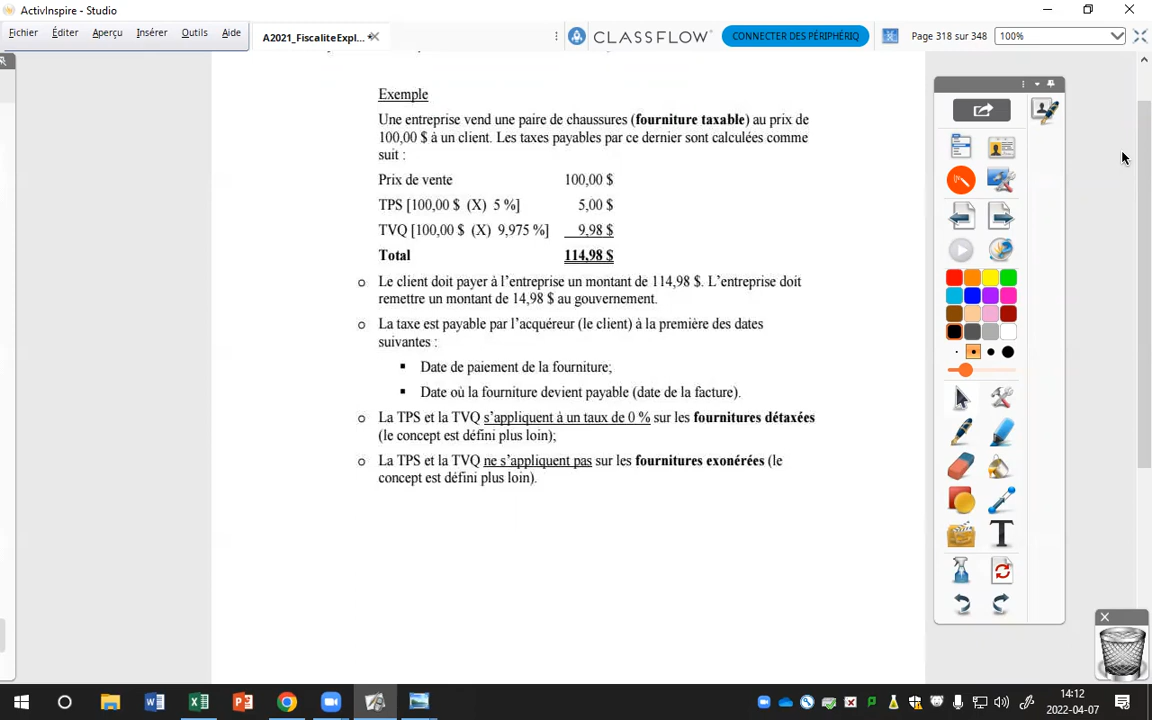 ActivInspire - Studio
Fichier Éditer Aperçu Insérer Outils Aide
A2021_FiscaliteExpl...
CLASSFLOW
CONNECTER DES PÉRIPHÉRIQ
Page 318 sur 348
100%
Exemple
Une entreprise vend une paire de chaussures (fourniture taxable) au prix de
100,00 $ à un client. Les taxes payables par ce dernier sont calculées comme
suit :
Prix de vente 100,00 $
TPS [100,00 $ (X) 5 %] 5,00 $
TVQ [100,00 $ (X) 9,975 %] 9,98 $
Total 114,98 $
o Le client doit payer à l'entreprise un montant de 114,98 $. L'entreprise doit
remettre un montant de 14,98 $ au gouvernement.
o La taxe est payable par l'acquéreur (le client) à la première des dates
suivantes :
▪ Date de paiement de la fourniture;
▪ Date où la fourniture devient payable (date de la facture).
o La TPS et la TVQ s'appliquent à un taux de 0 % sur les fournitures détaxées
(le concept est défini plus loin);
o La TPS et la TVQ ne s'appliquent pas sur les fournitures exonérées (le
concept est défini plus loin).
T
14:12
2022-04-07